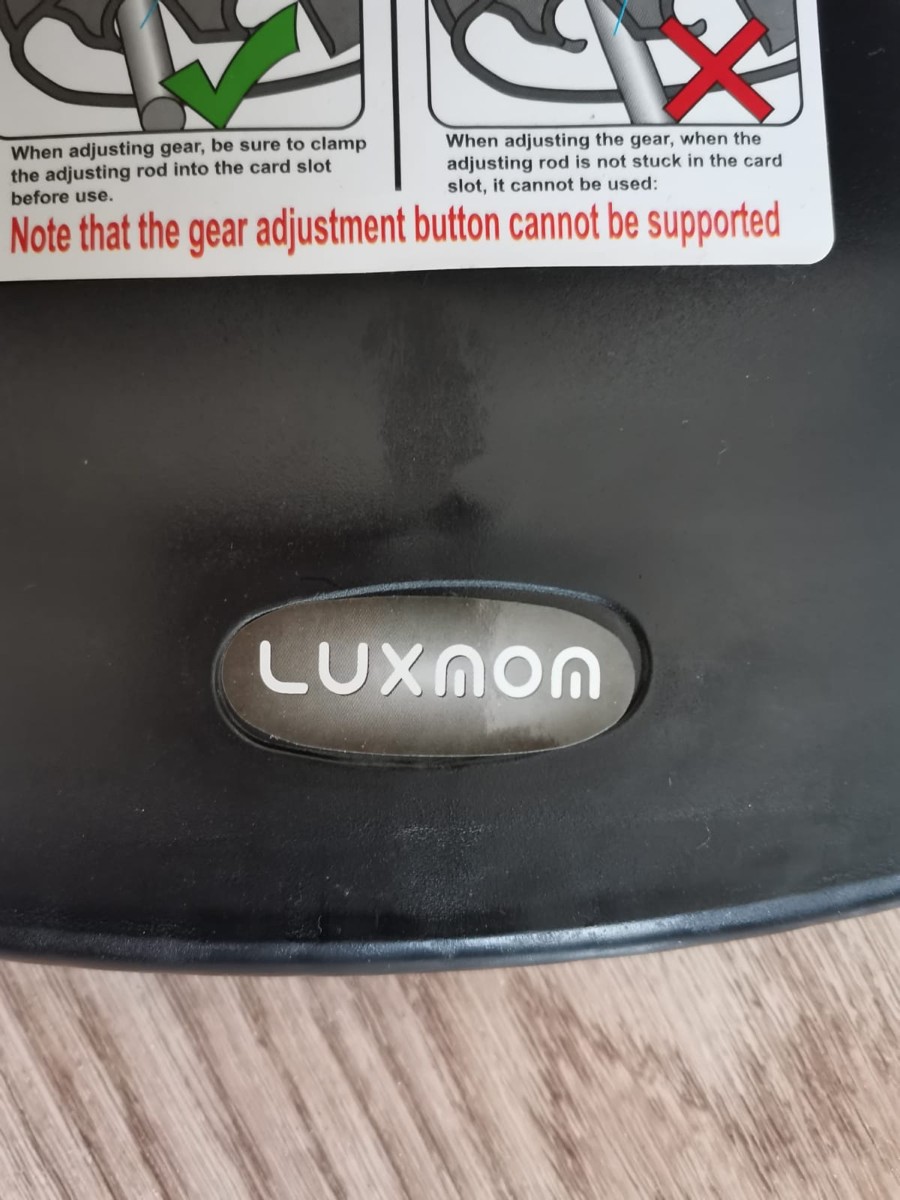 When adjusting gear, be sure to clamp
the adjusting rod into the card slot
before use.
When adjusting the gear, when the
adjusting rod is not stuck in the card
slot, it cannot be used:
Note that the gear adjustment button cannot be supported
LUXMOM